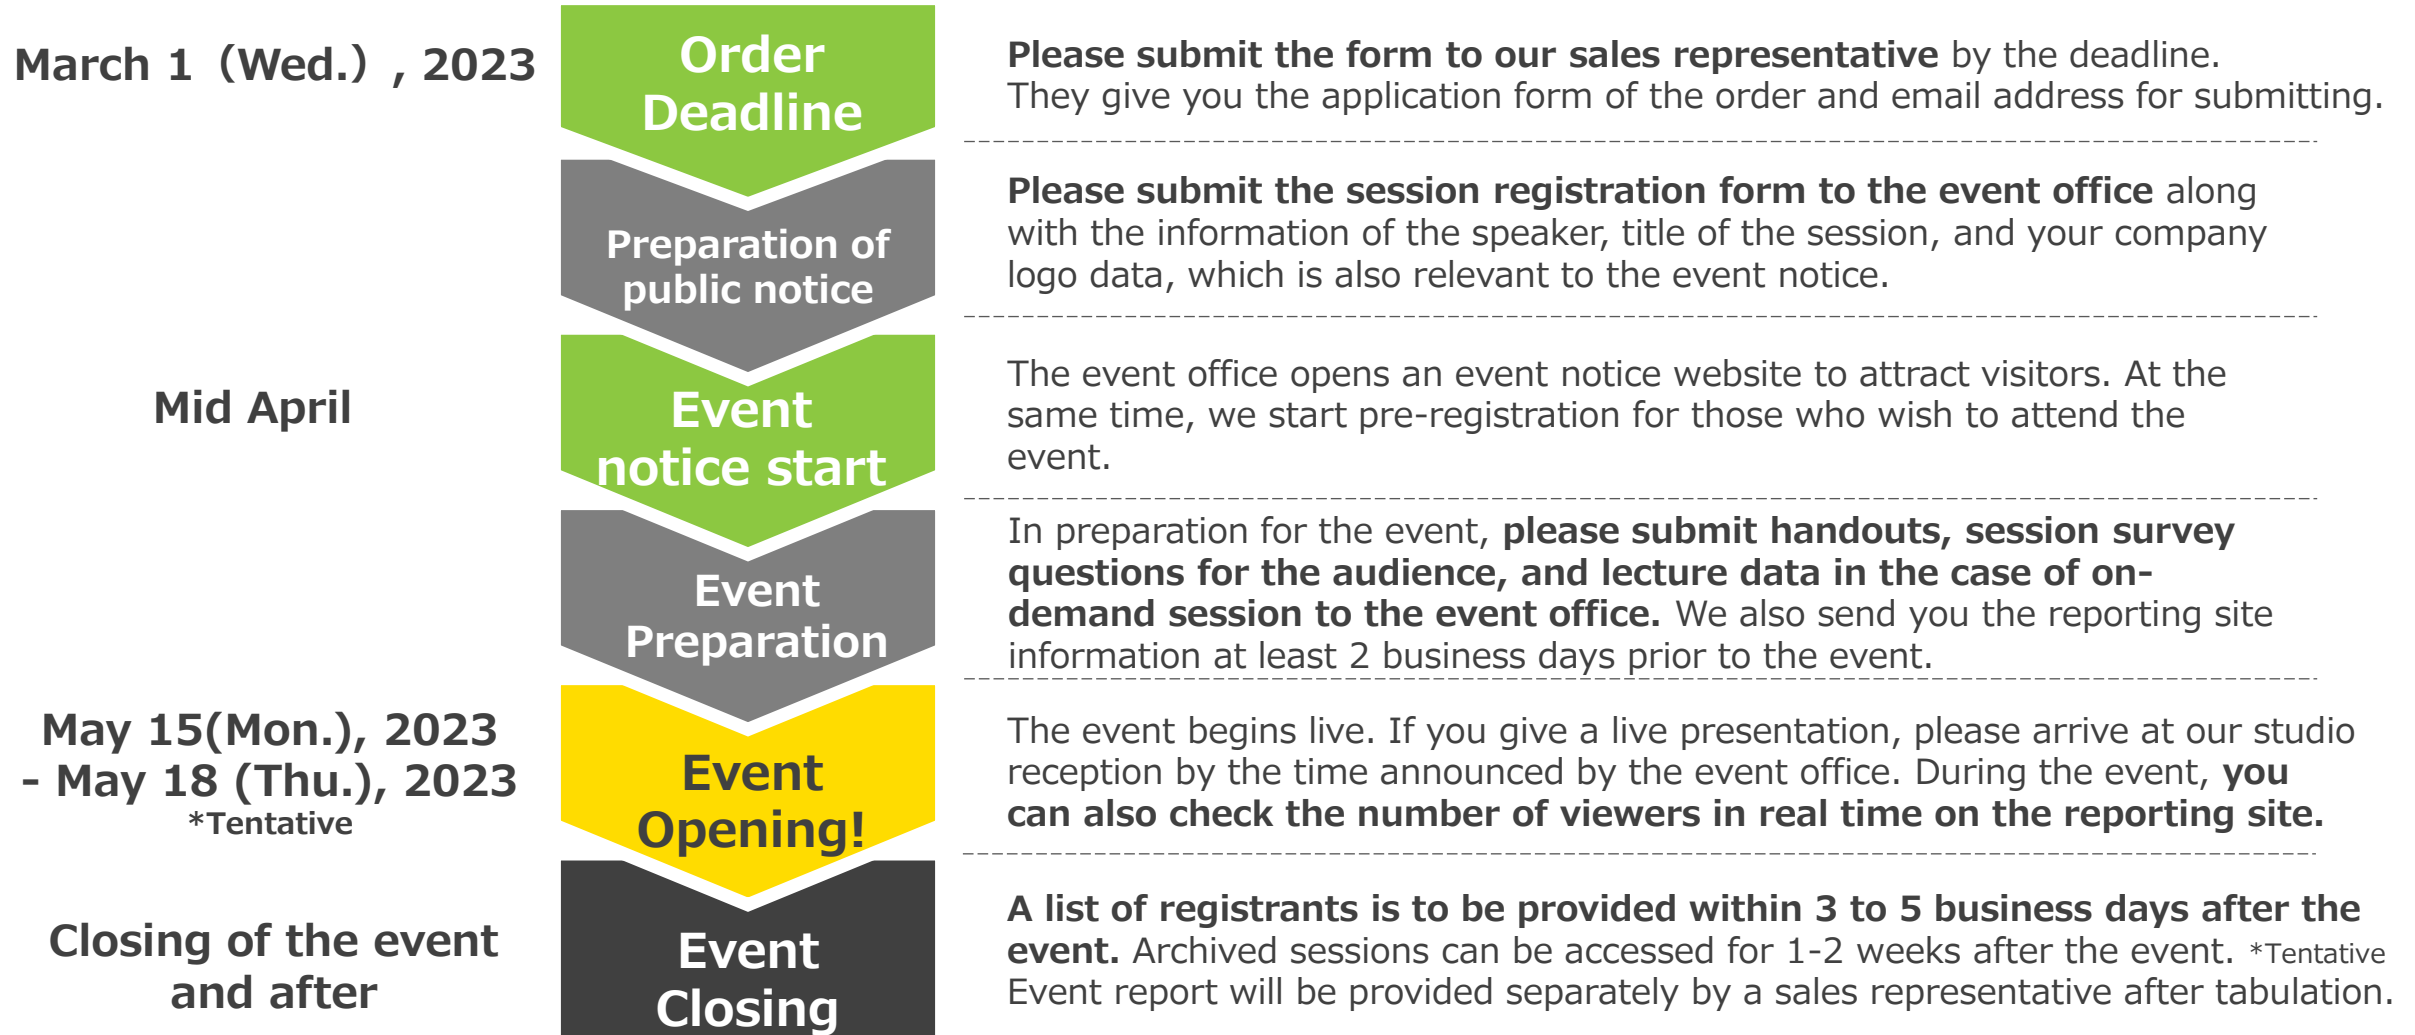 March 1（Wed.）, 2023
Order
Deadline
Please submit the form to our sales representative by the deadline.
They give you the application form of the order and email address for submitting.
Preparation of
public notice
Please submit the session registration form to the event office along
with the information of the speaker, title of the session, and your company
logo data, which is also relevant to the event notice.
Mid April
Event
notice start
The event office opens an event notice website to attract visitors. At the
same time, we start pre-registration for those who wish to attend the
event.
Event
Preparation
In preparation for the event, please submit handouts, session survey
questions for the audience, and lecture data in the case of on-
demand session to the event office. We also send you the reporting site
information at least 2 business days prior to the event.
May 15(Mon.), 2023
- May 18 (Thu.), 2023
*Tentative
Event
Opening!
The event begins live. If you give a live presentation, please arrive at our studio
reception by the time announced by the event office. During the event, you
can also check the number of viewers in real time on the reporting site.
Closing of the event
and after
Event
Closing
A list of registrants is to be provided within 3 to 5 business days after the
event. Archived sessions can be accessed for 1-2 weeks after the event. *Tentative
Event report will be provided separately by a sales representative after tabulation.